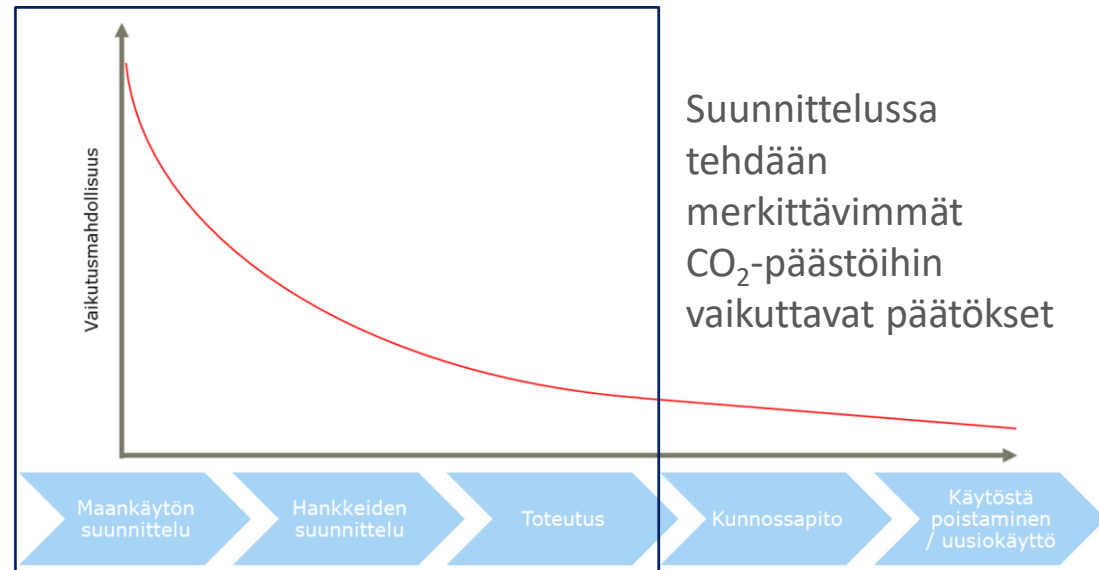 Vaikutusmahdollisuus
Suunnittelussa
tehdään
merkittävimmät
CO₂-päästöihin
vaikuttavat päätökset
Maankäytön
suunnittelu
Hankkeiden
suunnittelu
Toteutus
Kunnossapito
Käytöstä
poistaminen
/ uusiokäyttö